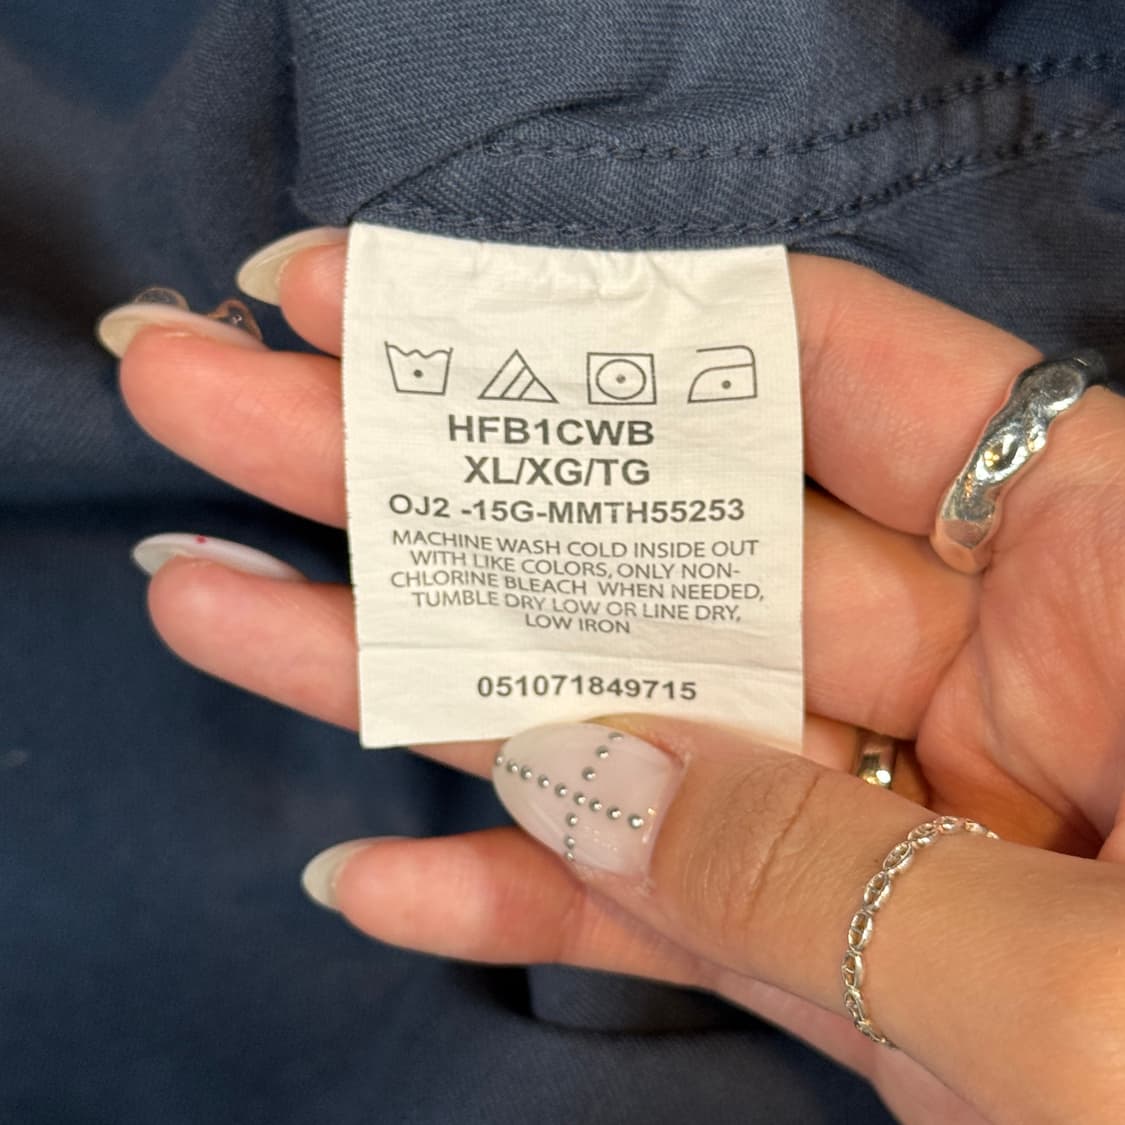 HFB1CWB
XL/XG/TG
OJ2 -15G-MMTH55253
MACHINE WASH COLD INSIDE OUT
WITH LIKE COLORS, ONLY NON-
CHLORINE BLEACH WHEN NEEDED,
TUMBLE DRY LOW OR LINE DRY,
LOW IRON
051071849715